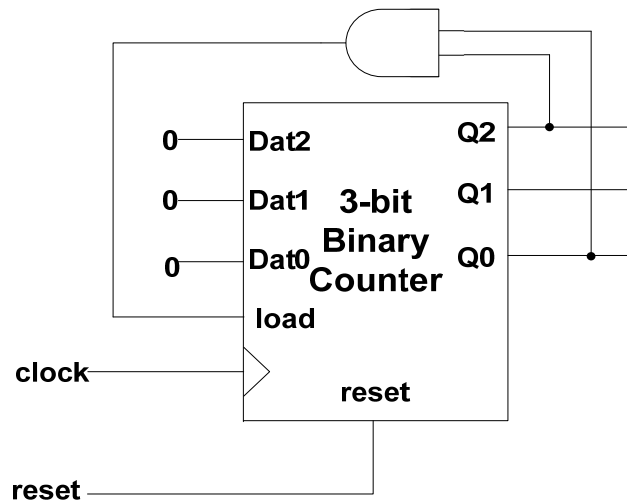 0
Dat2
Q2
0
Dat1
Q1
3-bit
Binary
Counter
0
Dat0
Q0
load
clock
reset
reset